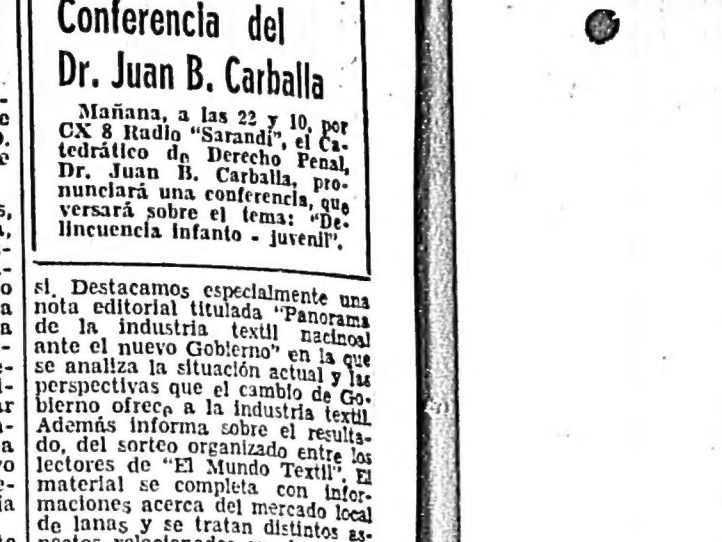 Conferencia del
Dr. Juan B. Carballa
Mañana, a las 22 y 10, por
CX 8 Radio "Sarandí", el Ca-
tedrático de Derecho Penal,
Dr. Juan B. Carballa, pro-
nunciará una conferencia, que
versará sobre el tema: "De-
lincuencia infanto - juvenil".
si. Destacamos especialmente una
nota editorial titulada "Panorama
de la industria textil nacinoal
ante el nuevo Gobierno" en la que
se analiza la situación actual y las
perspectivas que el cambio de Go-
bierno ofrece a la industria textil.
Además informa sobre el resulta-
do, del sorteo organizado entre los
lectores de "El Mundo Textil". El
material se completa con infor-
maciones acerca del mercado local
de lanas y se tratan distintos as-